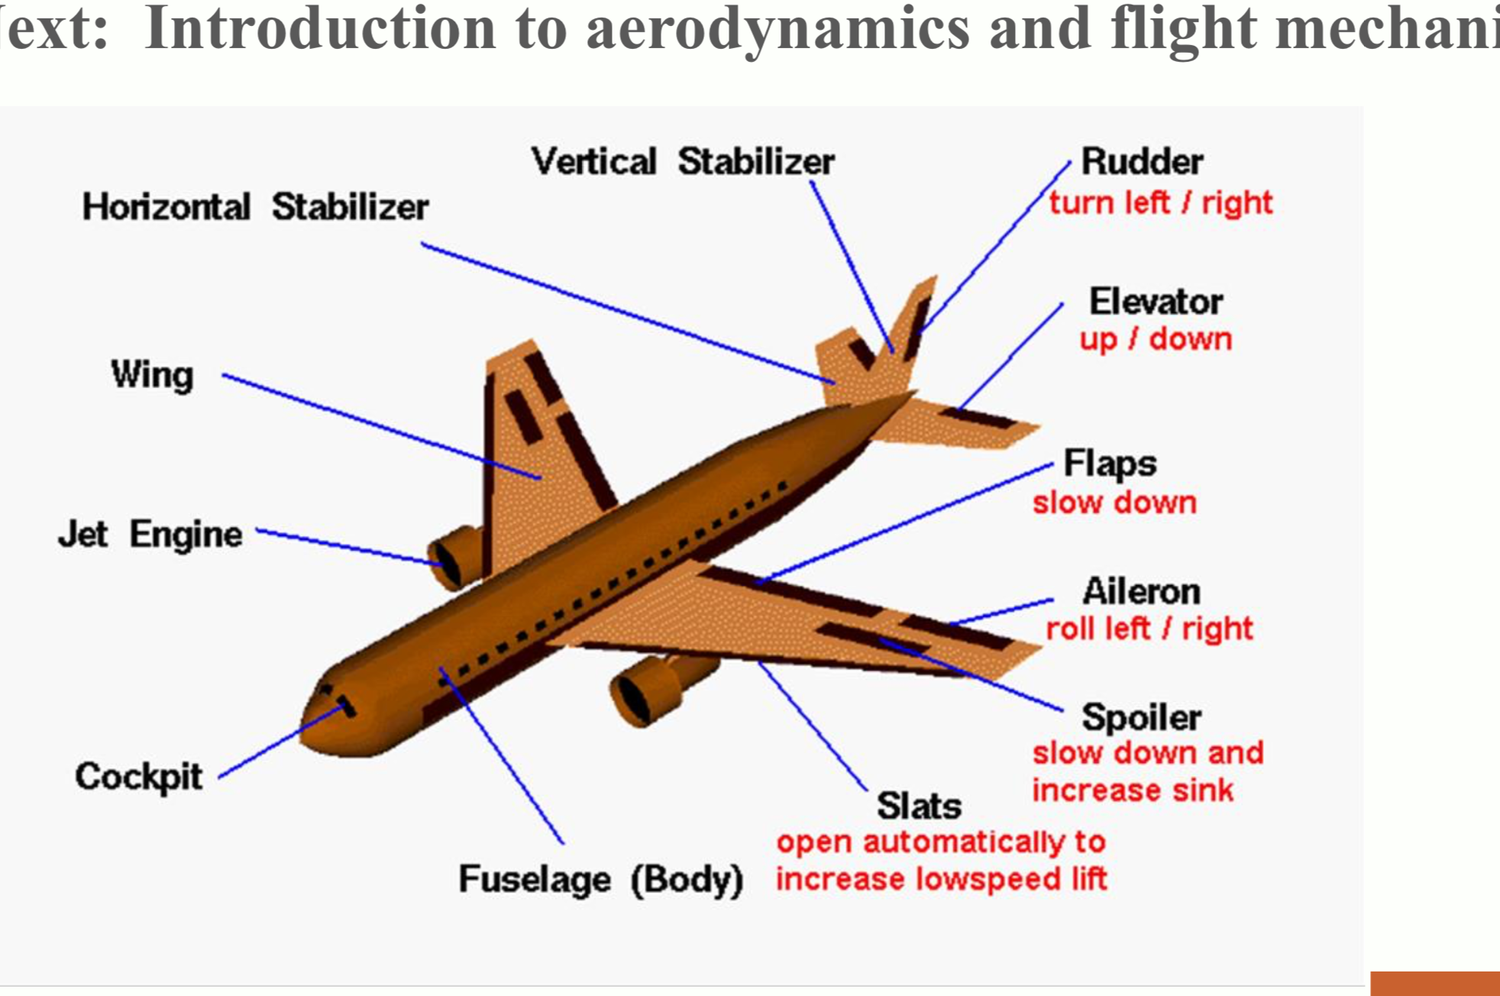 ext: Introduction to aerodynamics and flight mechani
Vertical Stabilizer
Rudder
turn left / right
Horizontal Stabilizer
Elevator
up / down
Wing
Flaps
slow down
Jet Engine
Aileron
roll left / right
Spoiler
slow down and
increase sink
Cockpit
Slats
open automatically to
increase lowspeed lift
Fuselage (Body)